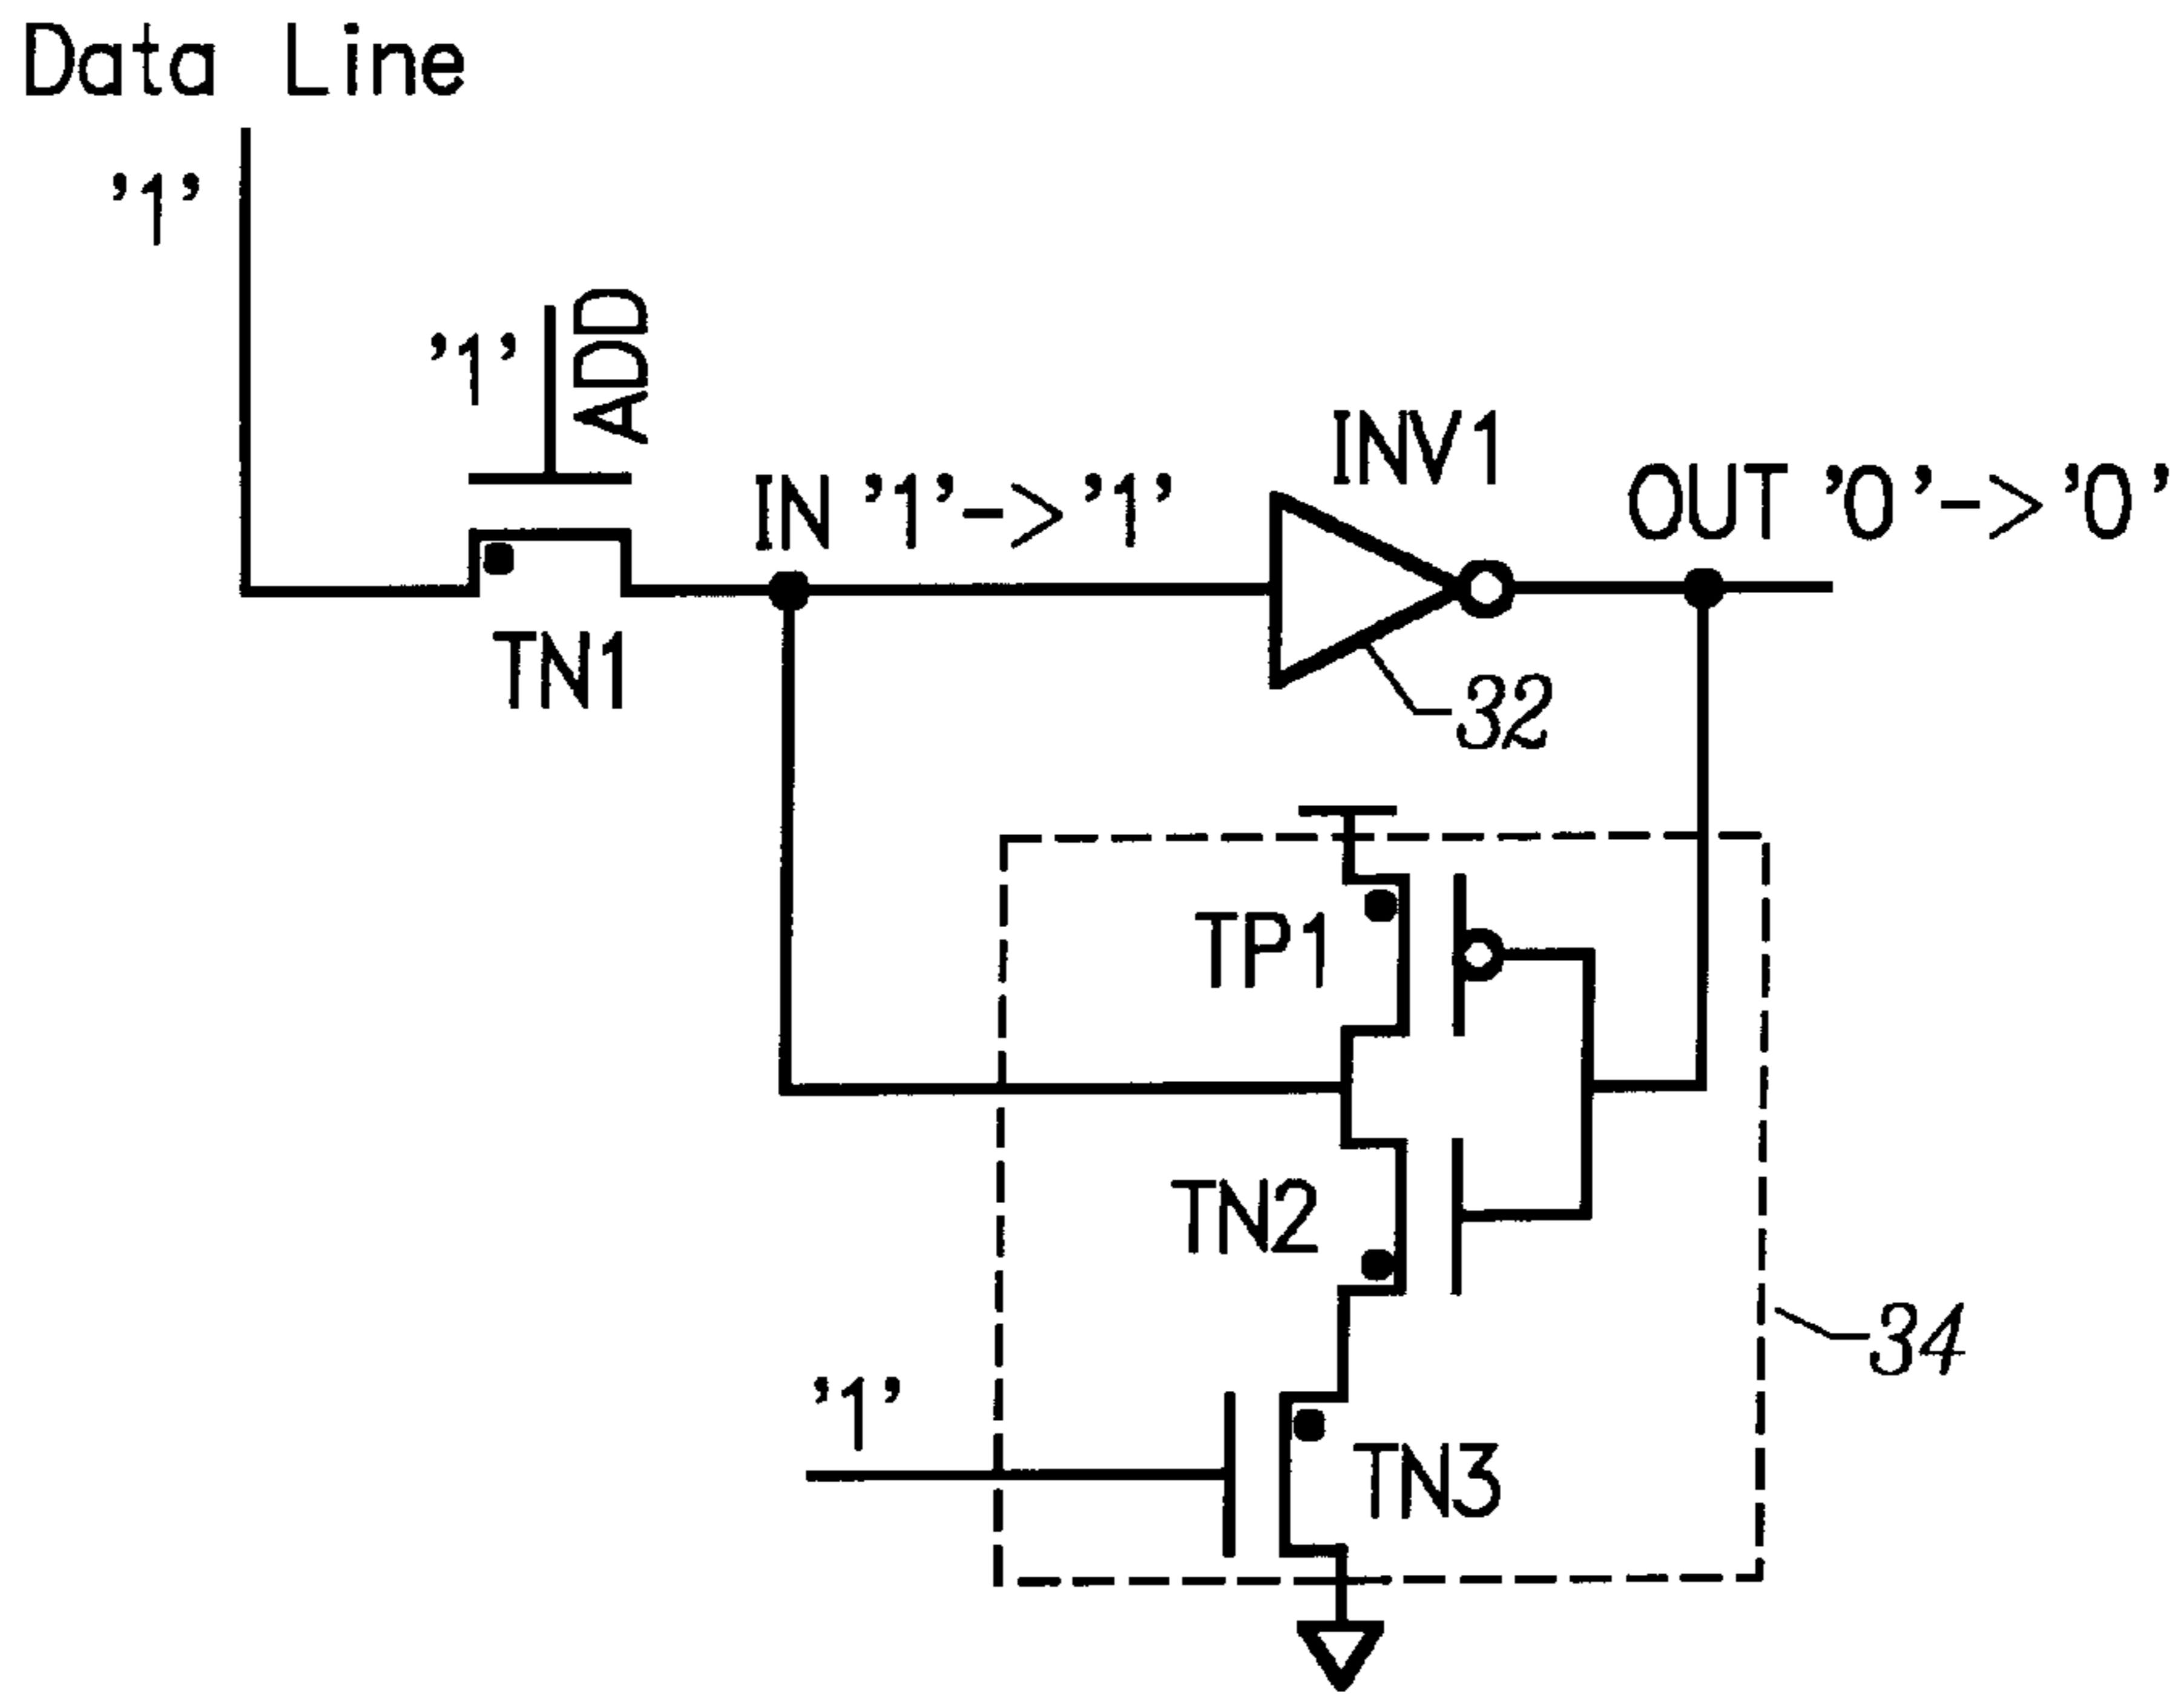 Data Line
'1'
'1'
ADD
TN1
IN '1'->'1'
INV1
OUT '0'->'0'
32
TP1
TN2
34
'1'
TN3